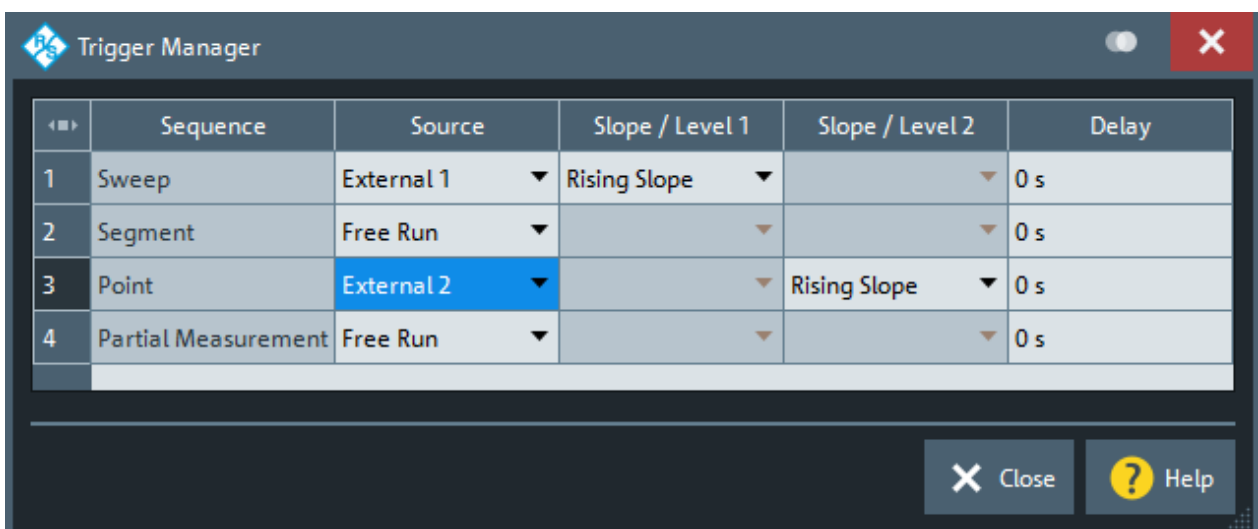 R/S Trigger Manager
Sequence Source Slope / Level 1 Slope / Level 2 Delay
1 Sweep External 1 Rising Slope 0 s
2 Segment Free Run 0 s
3 Point External 2 Rising Slope 0 s
4 Partial Measurement Free Run 0 s
Close Help